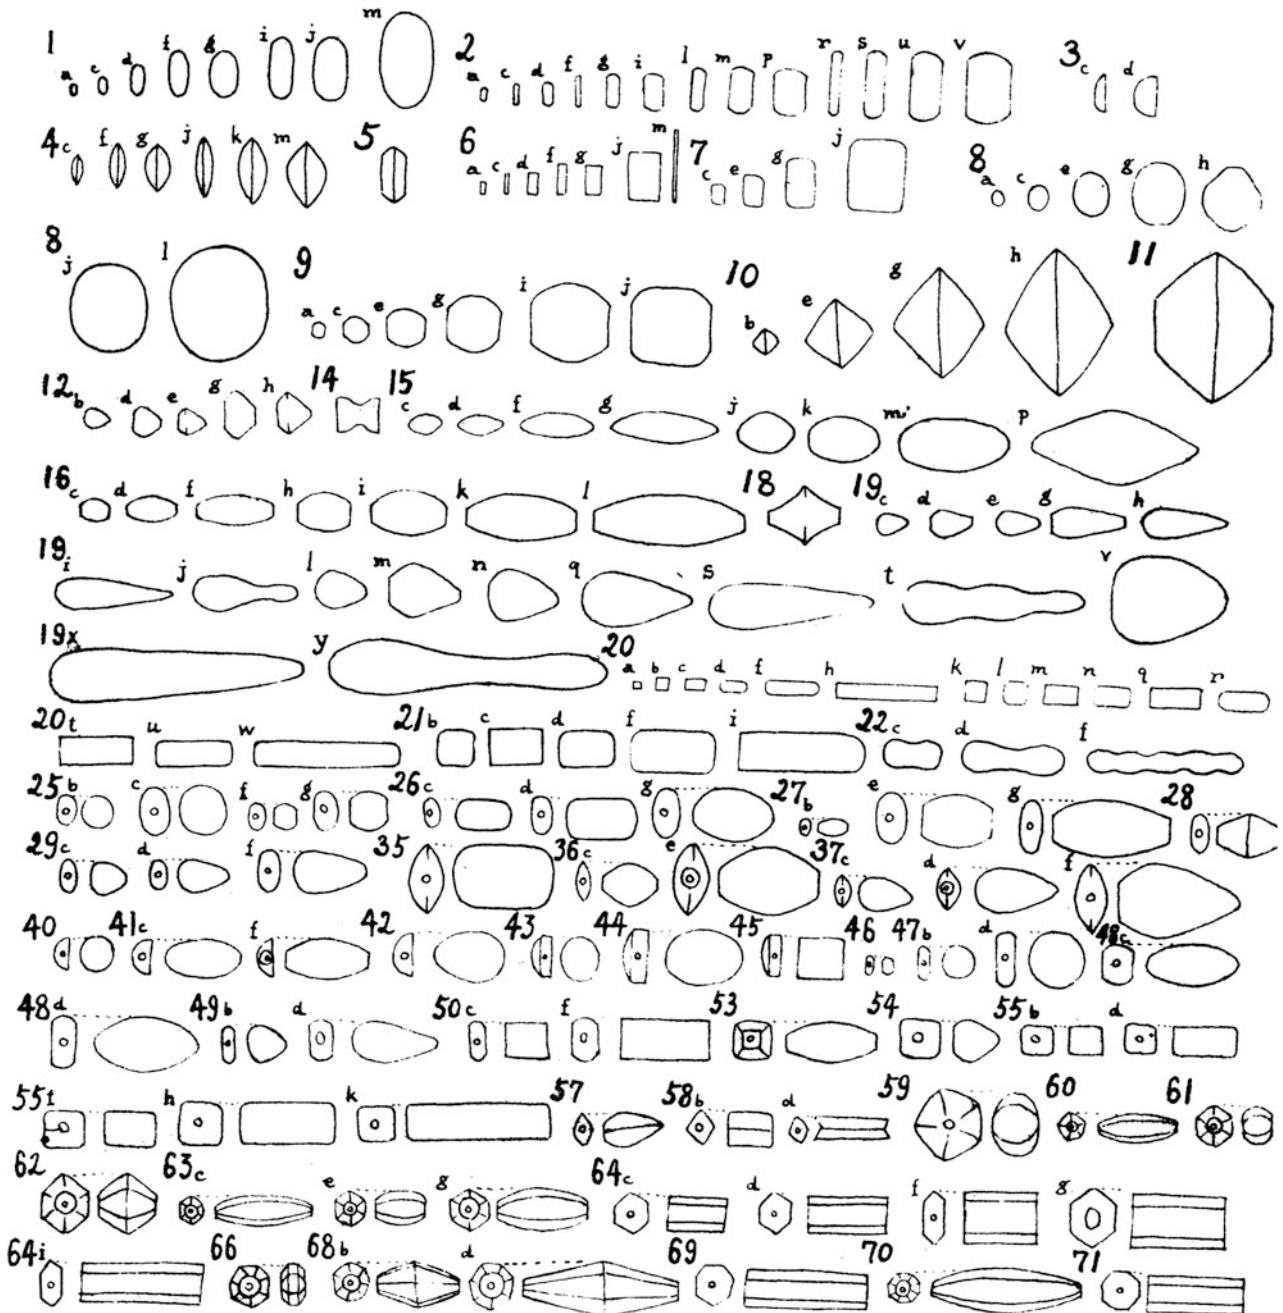 1 a c d f g i j m 2 a c d f g i l m p r s u v 3 c d
4 c f g j k m 5 6 a c d f g j m 7 c e g j 8 a c e g h
8 j l 9 a c e g i j 10 b e g h 11
12 b d e g h 14 15 c d f g j k m p
16 c d f h i k l 18 19 c d e g h
19 i j l m n q s t v
19 x y 20 a b c d f h k l m n q r
20 t u w 21 b c d f i 22 c d f
25 b c f g 26 c d g 27 b e g 28
29 c d f 35 36 c e 37 c d f
40 41 c f 42 43 44 45 46 47 b d 48 c
48 d 49 b d 50 c f 53 54 55 b d
55 f h k 57 58 b d 59 60 61
62 63 c e g 64 c d f g
64 i 66 68 b d 69 70 71